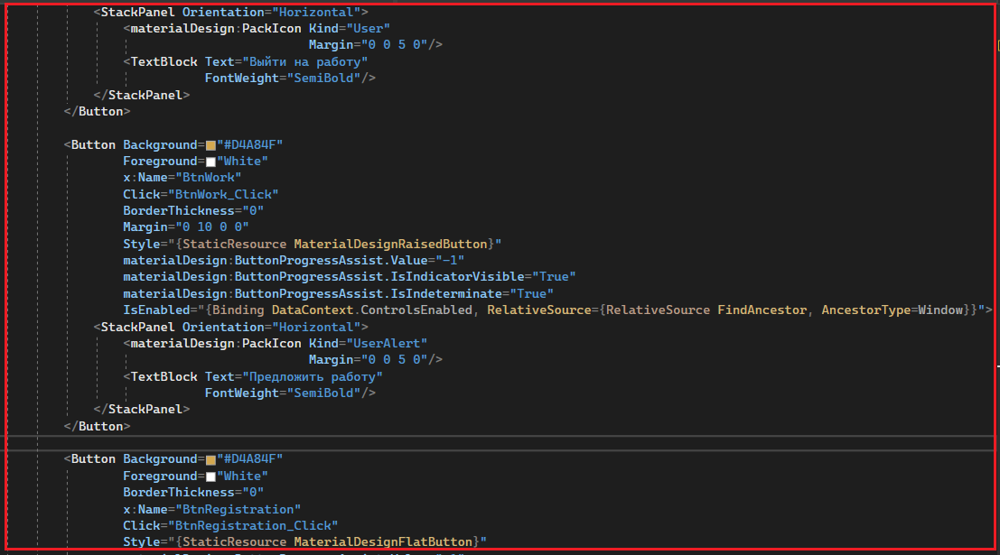 <StackPanel Orientation="Horizontal">
<materialDesign:PackIcon Kind="User"
Margin="0 0 5 0"/>
<TextBlock Text="Выйти на работу"
FontWeight="SemiBold"/>
</StackPanel>
</Button>
<Button Background="#D4A84F"
Foreground="White"
x:Name="BtnWork"
Click="BtnWork_Click"
BorderThickness="0"
Margin="0 10 0 0"
Style="{StaticResource MaterialDesignRaisedButton}"
materialDesign:ButtonProgressAssist.Value="-1"
materialDesign:ButtonProgressAssist.IsIndicatorVisible="True"
materialDesign:ButtonProgressAssist.IsIndeterminate="True"
IsEnabled="{Binding DataContext.ControlsEnabled, RelativeSource={RelativeSource FindAncestor, AncestorType=Window}}">
<StackPanel Orientation="Horizontal">
<materialDesign:PackIcon Kind="UserAlert"
Margin="0 0 5 0"/>
<TextBlock Text="Предложить работу"
FontWeight="SemiBold"/>
</StackPanel>
</Button>
<Button Background="#D4A84F"
Foreground="White"
BorderThickness="0"
x:Name="BtnRegistration"
Click="BtnRegistration_Click"
Style="{StaticResource MaterialDesignFlatButton}"